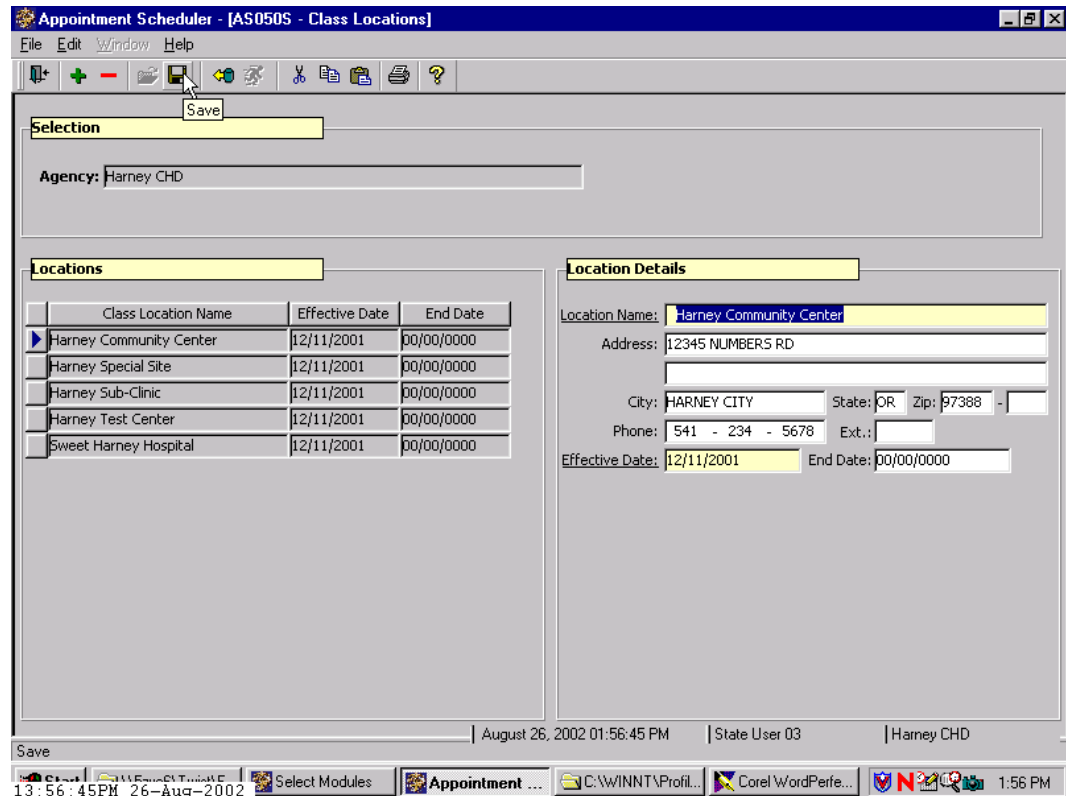 Appointment Scheduler - [AS050S - Class Locations]
File Edit Window Help
Save
Selection
Agency: Harney CHD
Locations
Class Location Name Effective Date End Date
Harney Community Center 12/11/2001 00/00/0000
Harney Special Site 12/11/2001 00/00/0000
Harney Sub-Clinic 12/11/2001 00/00/0000
Harney Test Center 12/11/2001 00/00/0000
Sweet Harney Hospital 12/11/2001 00/00/0000
Location Details
Location Name: Harney Community Center
Address: 12345 NUMBERS RD
City: HARNEY CITY State: OR Zip: 97388 -
Phone: 541 - 234 - 5678 Ext.:
Effective Date: 12/11/2001 End Date: 00/00/0000
August 26, 2002 01:56:45 PM State User 03 Harney CHD
Save
Start Select Modules Appointment ... C:\WINNT\Profil... Corel WordPerfe... N 1:56 PM
13:56:45PM 26-Aug-2002